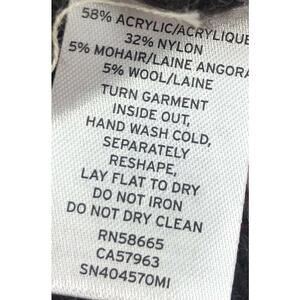 58% ACRYLIC/ACRYLIQUE
32% NYLON
5% MOHAIR/LAINE ANGORA
5% WOOL/LAINE
TURN GARMENT
INSIDE OUT,
HAND WASH COLD,
SEPARATELY
RESHAPE,
LAY FLAT TO DRY
DO NOT IRON
DO NOT DRY CLEAN
RN58665
CA57963
SN404570MI